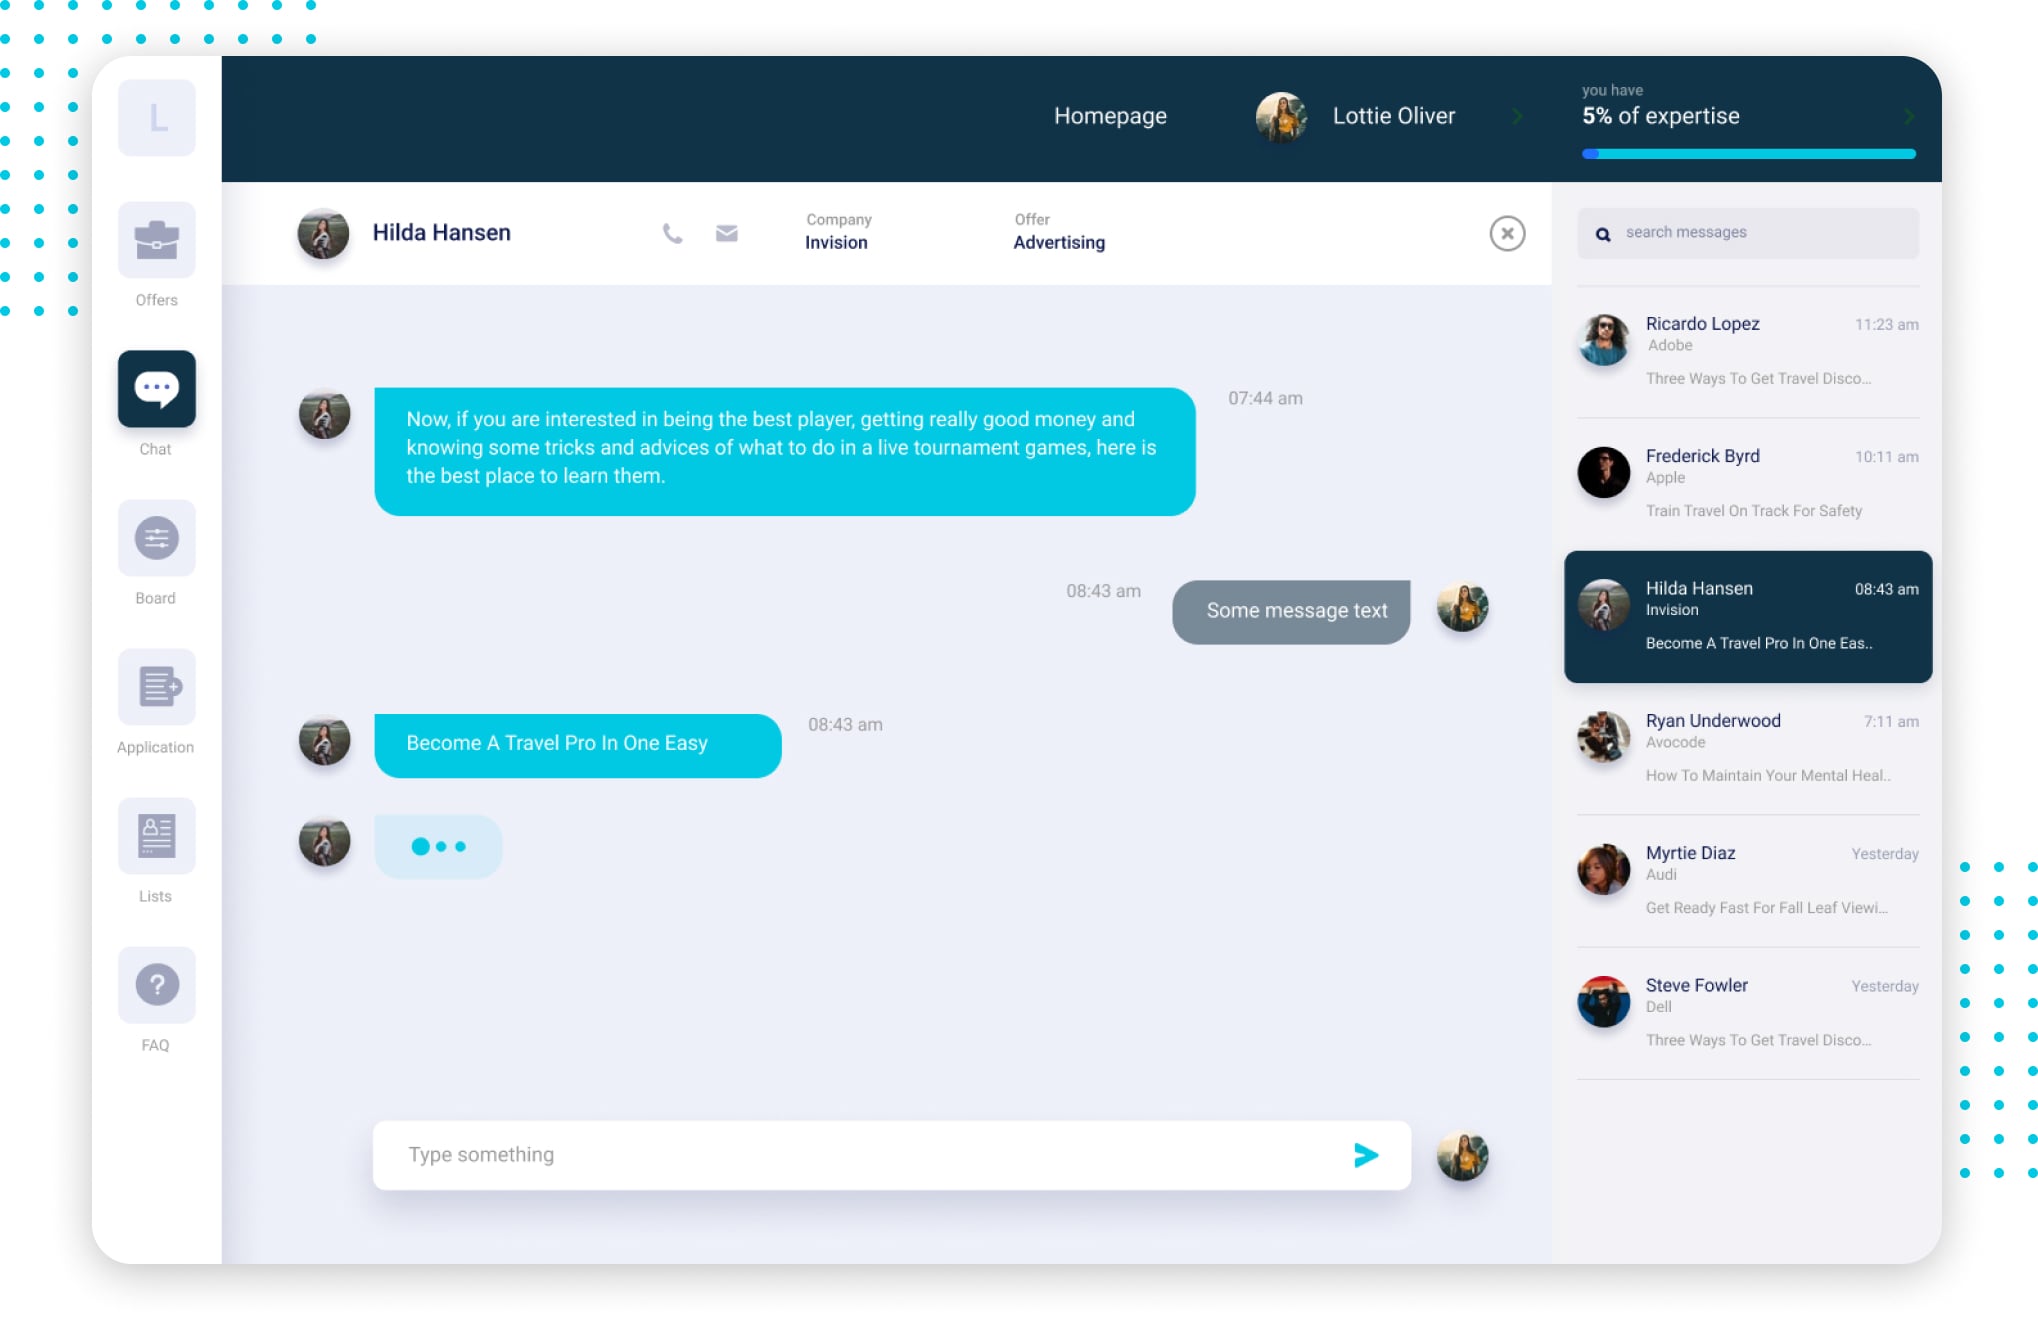 L
Homepage
Lottie Oliver
you have
5% of expertise
Offers
Chat
Board
Application
Lists
FAQ
Hilda Hansen
Company
Invision
Offer
Advertising
Now, if you are interested in being the best player, getting really good money and
knowing some tricks and advices of what to do in a live tournament games, here is
the best place to learn them.
07:44 am
08:43 am
Some message text
Become A Travel Pro In One Easy
08:43 am
Type something
search messages
Ricardo Lopez
11:23 am
Adobe
Three Ways To Get Travel Disco...
Frederick Byrd
10:11 am
Apple
Train Travel On Track For Safety
Hilda Hansen
08:43 am
Invision
Become A Travel Pro In One Eas..
Ryan Underwood
7:11 am
Avocode
How To Maintain Your Mental Heal..
Myrtie Diaz
Yesterday
Audi
Get Ready Fast For Fall Leaf Viewi...
Steve Fowler
Yesterday
Dell
Three Ways To Get Travel Disco...